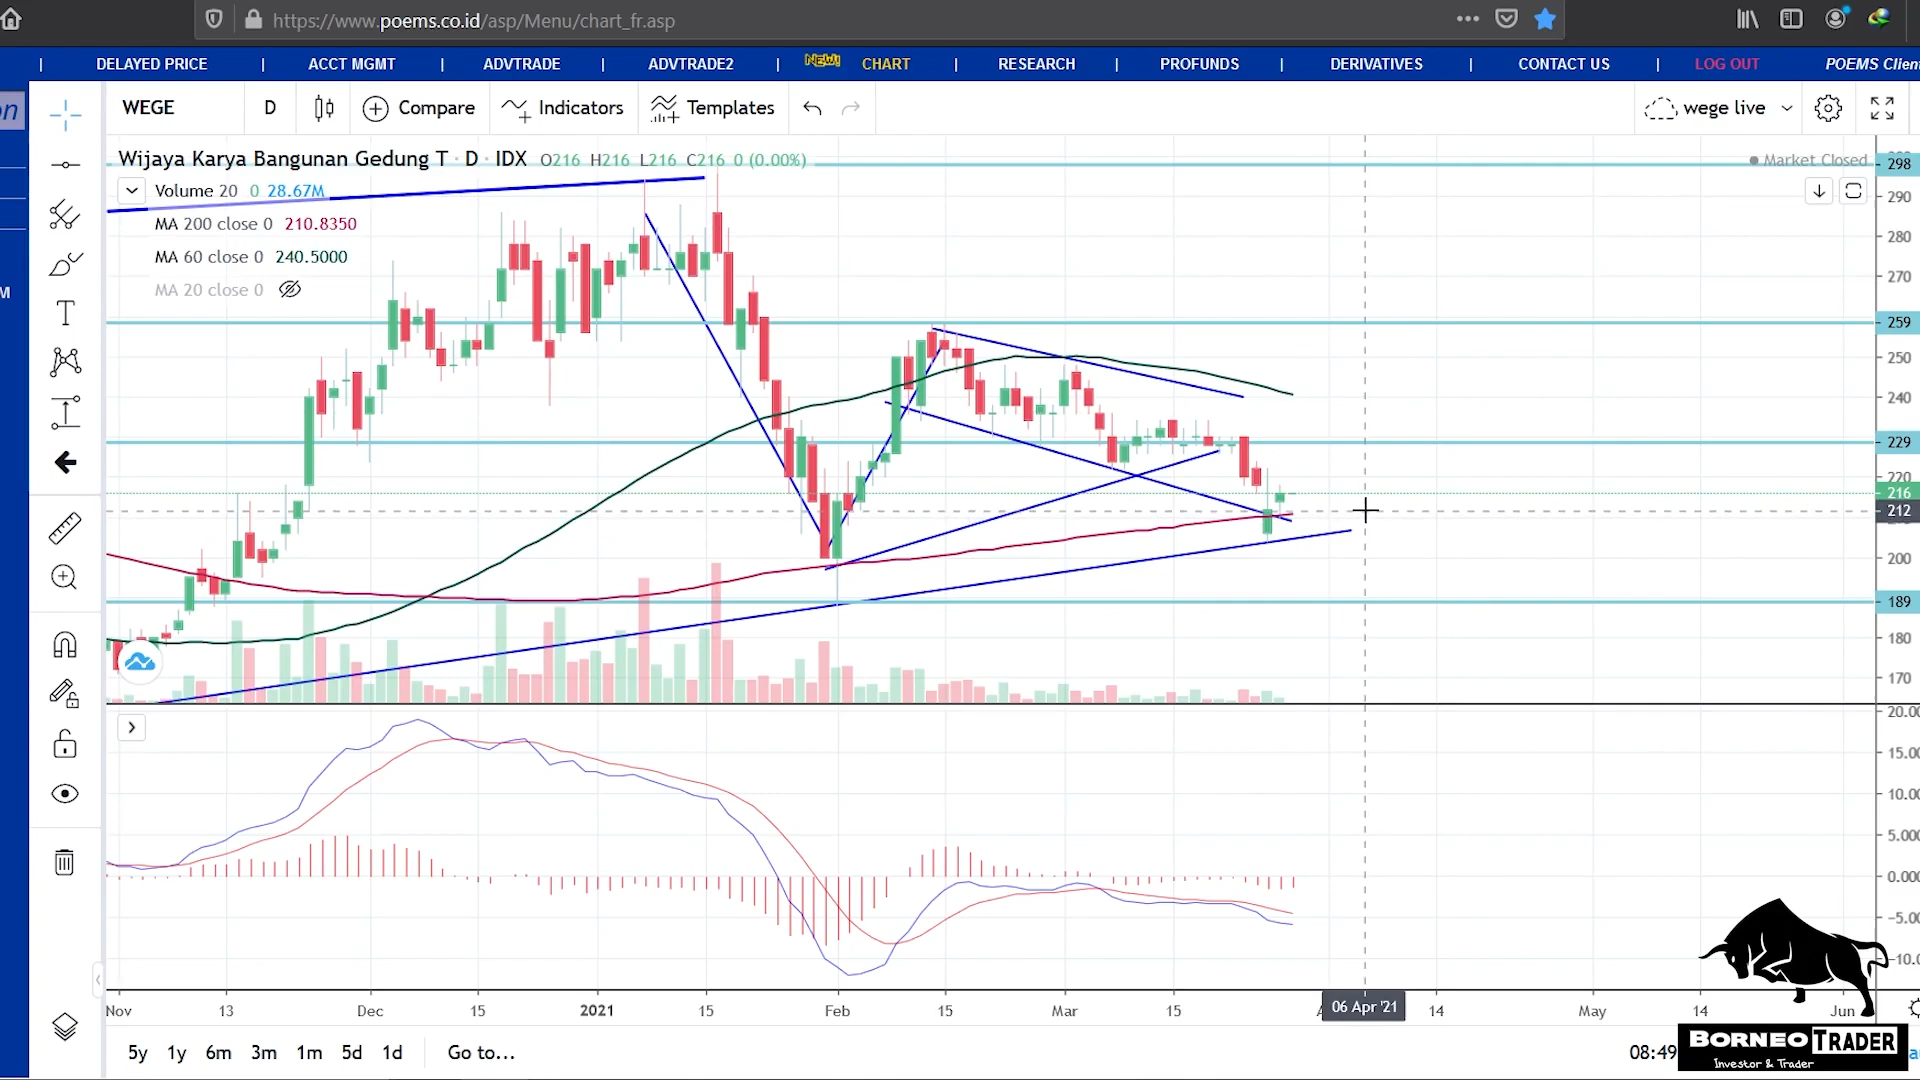 https://www.poems.co.id/asp/Menu/chart_fr.asp
| DELAYED PRICE | ACCT MGMT | ADVTRADE | ADVTRADE2 | NEW! CHART | RESEARCH | PROFUNDS | DERIVATIVES | CONTACT US | LOG OUT POEMS Clien
on
WEGE D Compare Indicators Templates wege live
Wijaya Karya Bangunan Gedung T · D · IDX O216 H216 L216 C216 0 (0.00%)
Market Closed
298
Volume 20 0 28.67M
290
MA 200 close 0 210.8350
280
MA 60 close 0 240.5000
270
MA 20 close 0
M
259
250
240
229
220
216
212
200
189
180
170
20.00
15.00
10.00
5.000
0.000
-5.00
-10.0
Nov 13 Dec 15 2021 15 Feb 15 Mar 15 06 Apr '21 14 May 14 Jun
5y 1y 6m 3m 1m 5d 1d Go to...
08:49
BORNEO TRADER
Investor & Trader